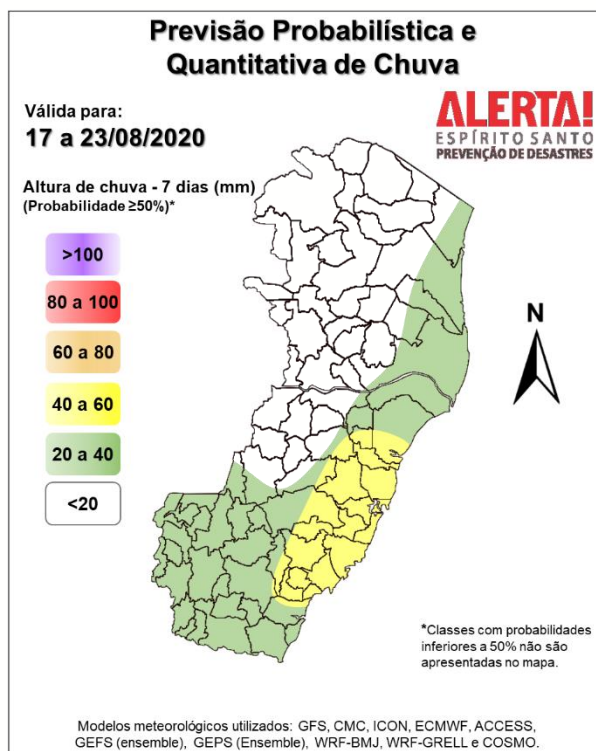 Previsão Probabilística e
Quantitativa de Chuva
Válida para:
17 a 23/08/2020
ALERTA!
ESPÍRITO SANTO
PREVENÇÃO DE DESASTRES
Altura de chuva - 7 dias (mm)
(Probabilidade ≥50%)*
>100
80 a 100
60 a 80
40 a 60
20 a 40
<20
N
*Classes com probabilidades
inferiores a 50% não são
apresentadas no mapa.
Modelos meteorológicos utilizados: GFS, CMC, ICON, ECMWF, ACCESS,
GEFS (ensemble), GEPS (Ensemble), WRF-BMJ, WRF-GRELL e COSMO.